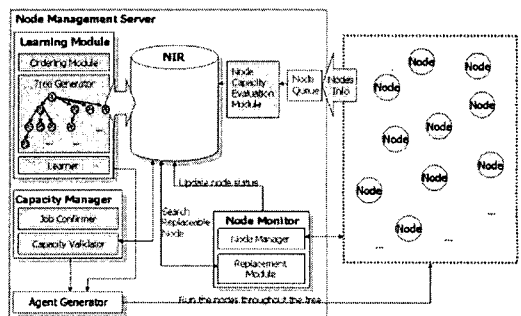 Node Management Server
Learning Module
Ordering Module
Tree Generator
...
...
...
Learner
NIR
Node
Capacity
Evaluation
Module
Node
Queue
Nodes
Info
Node
Node
Node
Node
Node
Node
Node
Node
Node
...
...
Update node status
Search
Replaceable
Node
Capacity Manager
Job Confirmer
Capacity Validator
Node Monitor
Node Manager
Replacement
Module
Agent Generator
Run the nodes throughout the tree